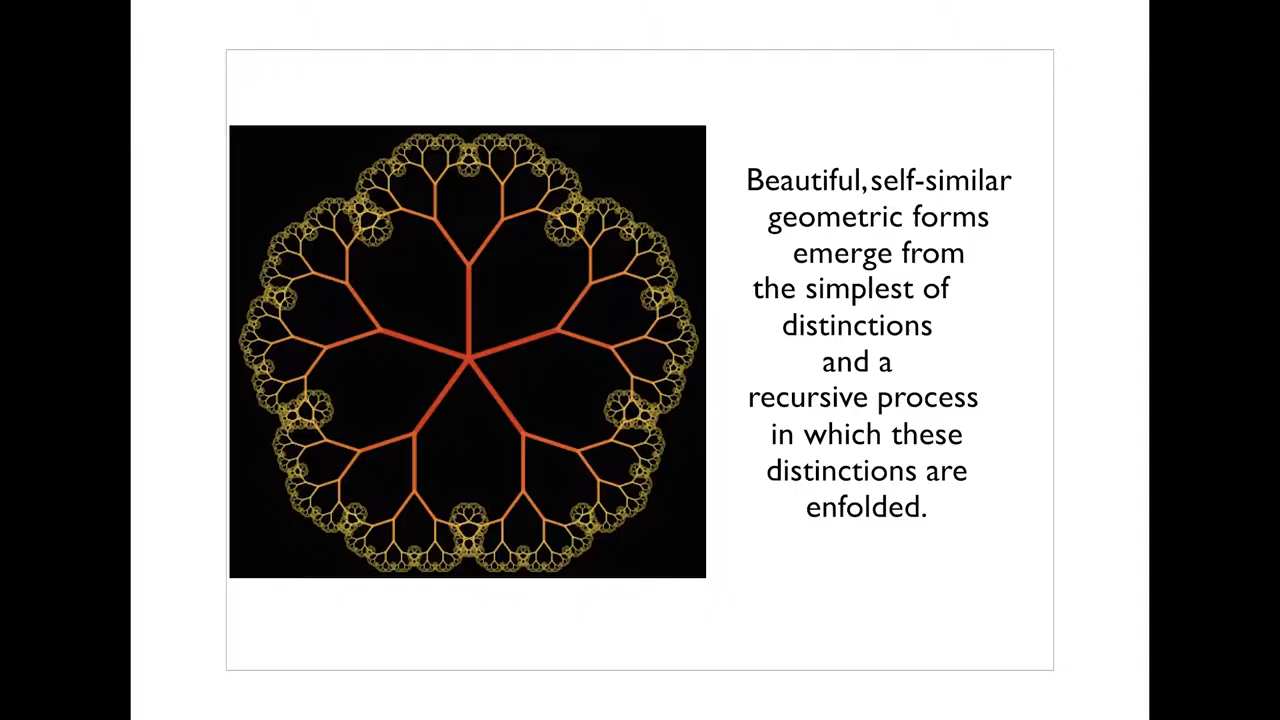 Beautiful, self-similar
geometric forms
emerge from
the simplest of
distinctions
and a
recursive process
in which these
distinctions are
enfolded.